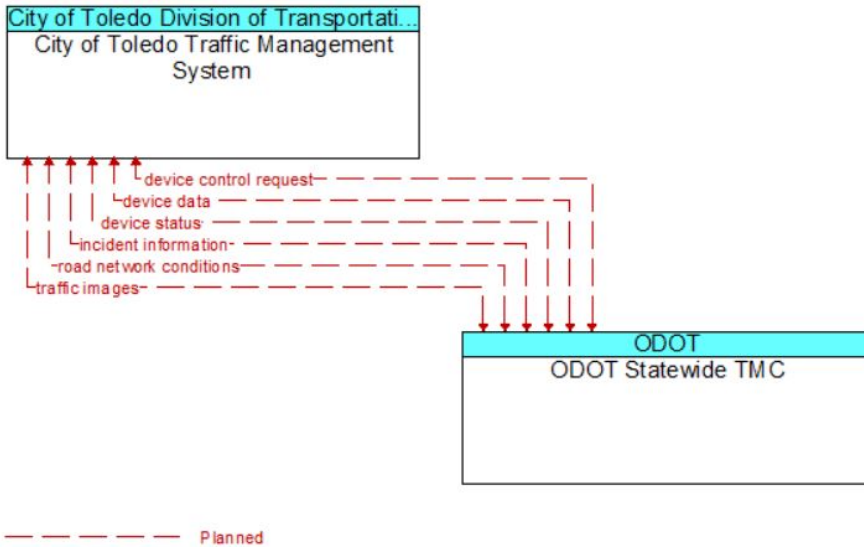 City of Toledo Division of Transportati...
City of Toledo Traffic Management
System
device control request
device data
device status
incident information
road network conditions
traffic images
ODOT
ODOT Statewide TMC
Planned